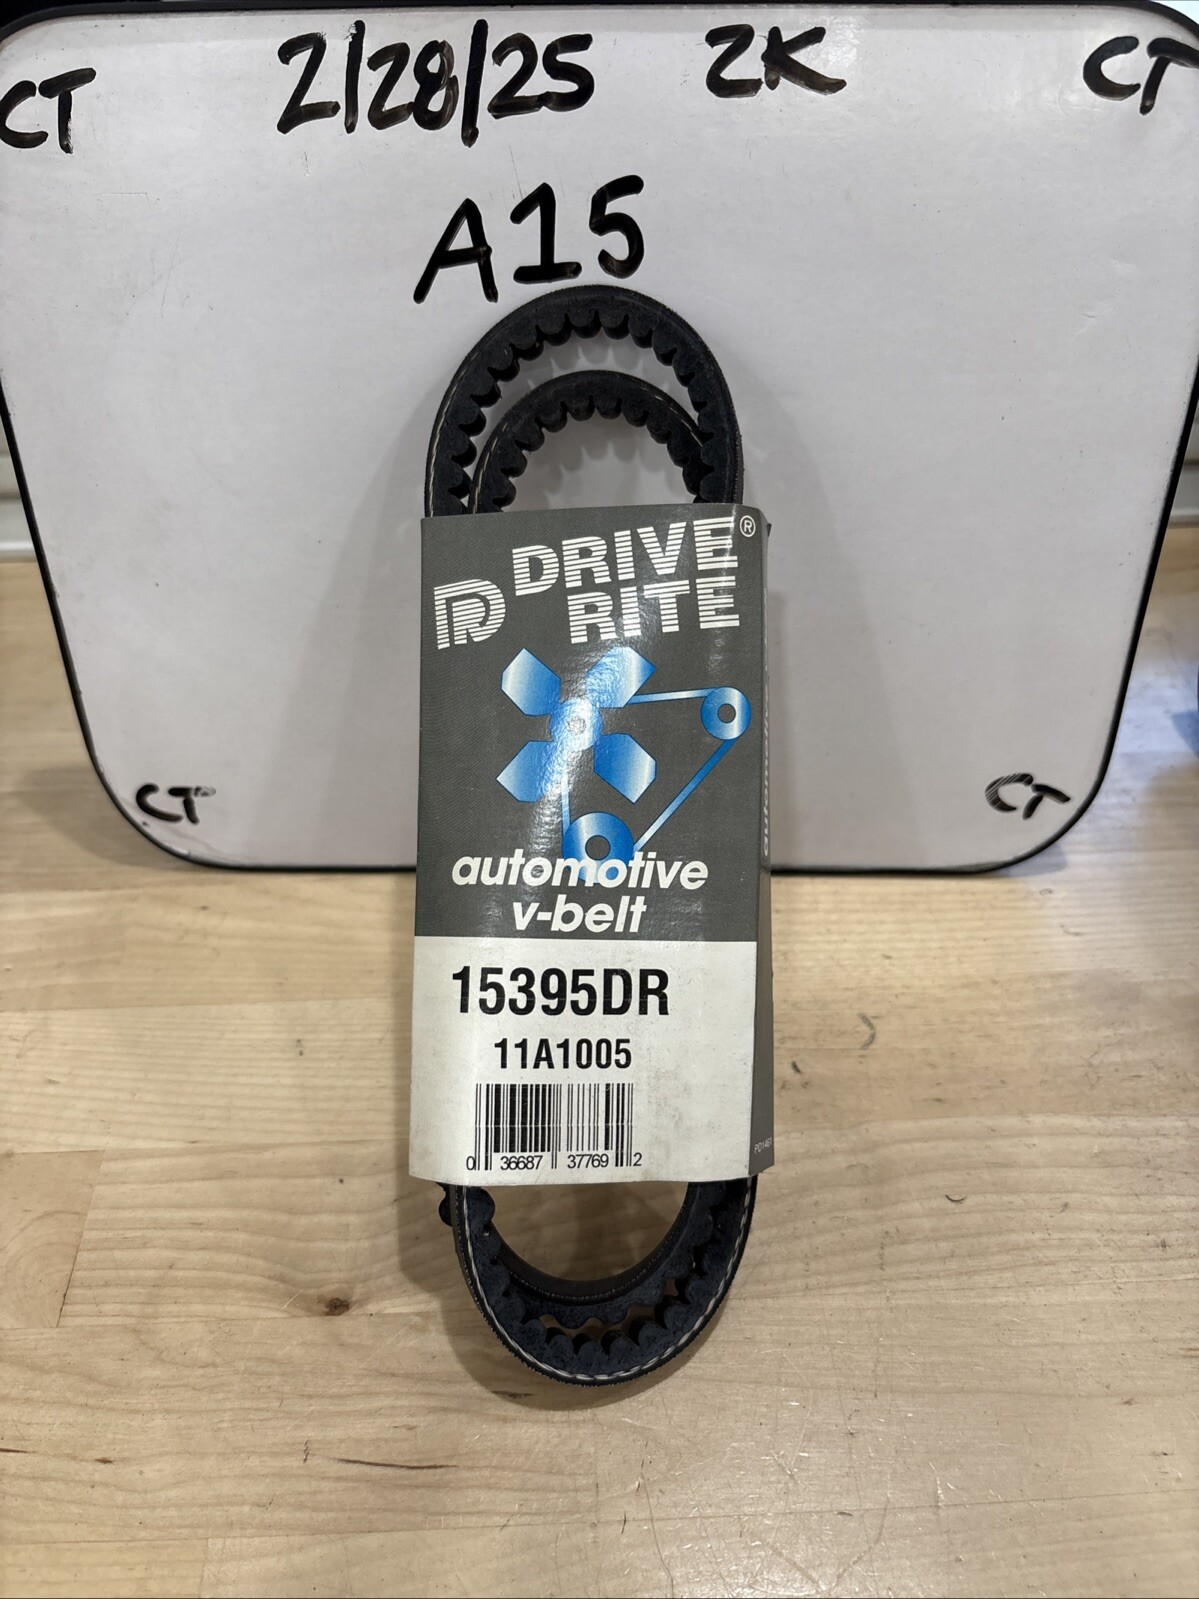 CT 2/28/25 2K CT
A15
DR DRIVE RITE®
automotive
v-belt
15395DR
11A1005
0 36687 37769 2
CT CT